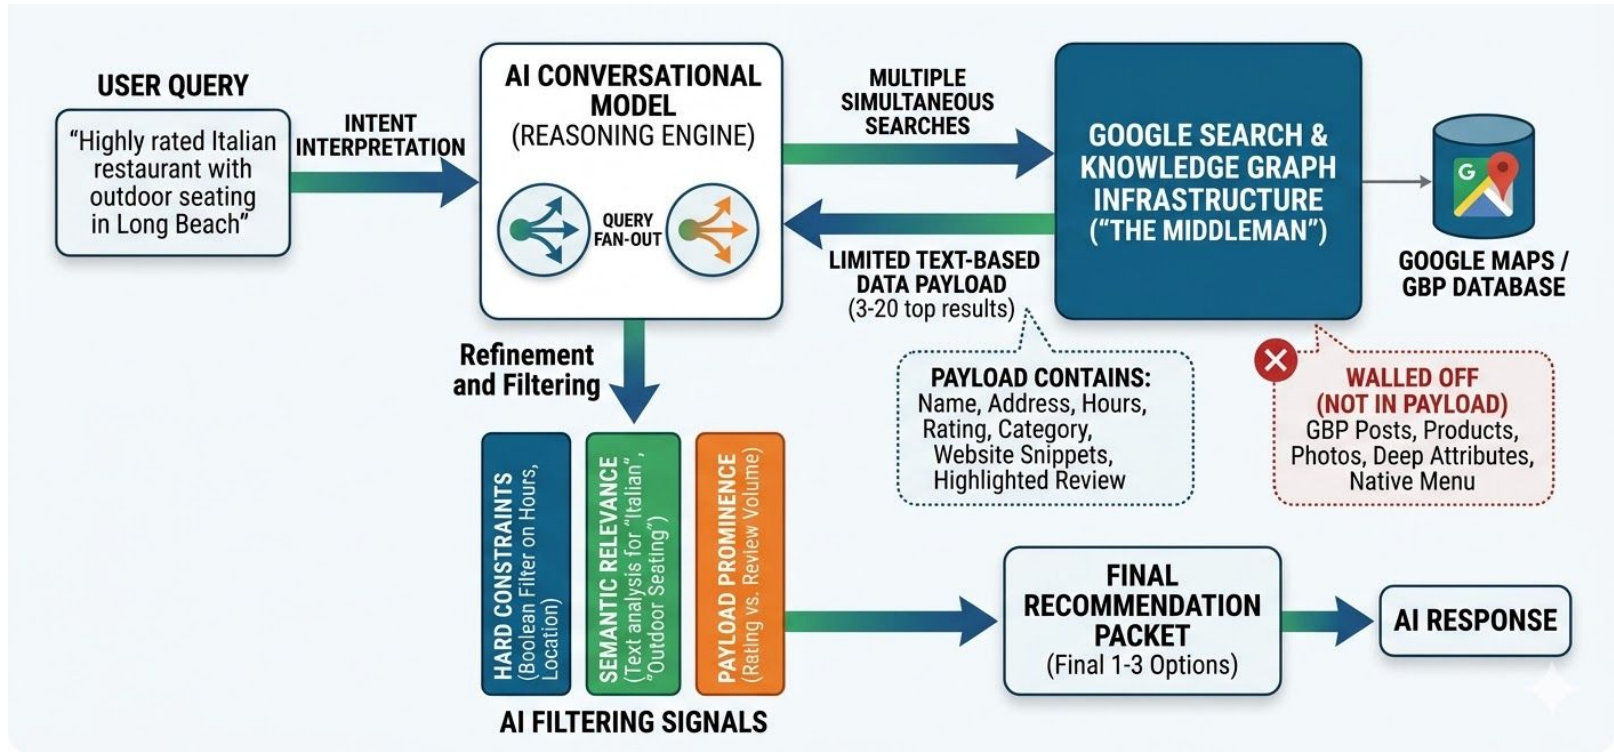 USER QUERY
“Highly rated Italian
restaurant with
outdoor seating
in Long Beach”
INTENT
INTERPRETATION
AI CONVERSATIONAL
MODEL
(REASONING ENGINE)
QUERY
FAN-OUT
MULTIPLE
SIMULTANEOUS
SEARCHES
LIMITED TEXT-BASED
DATA PAYLOAD
(3-20 top results)
GOOGLE SEARCH &
KNOWLEDGE GRAPH
INFRASTRUCTURE
(“THE MIDDLEMAN”)
G
GOOGLE MAPS /
GBP DATABASE
PAYLOAD CONTAINS:
Name, Address, Hours,
Rating, Category,
Website Snippets,
Highlighted Review
WALLED OFF
(NOT IN PAYLOAD)
GBP Posts, Products,
Photos, Deep Attributes,
Native Menu
Refinement
and Filtering
HARD CONSTRAINTS
(Boolean Filter on Hours,
Location)
SEMANTIC RELEVANCE
(Text analysis for “Italian“,
“Outdoor Seating”)
PAYLOAD PROMINENCE
(Rating vs. Review Volume)
AI FILTERING SIGNALS
FINAL
RECOMMENDATION
PACKET
(Final 1-3 Options)
AI RESPONSE